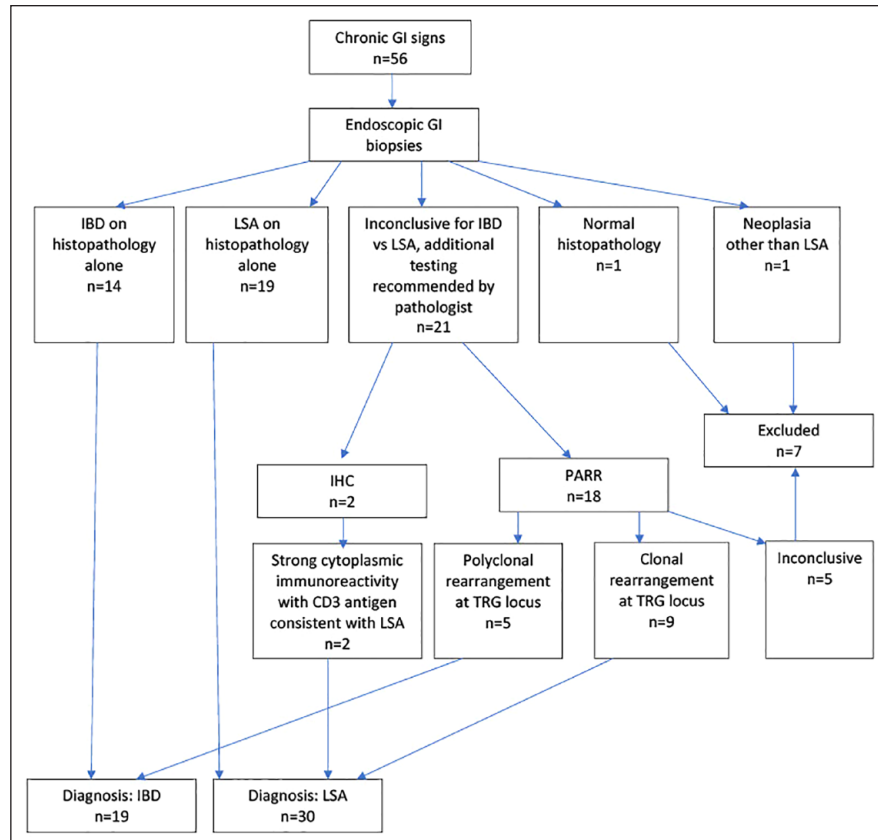 Chronic GI signs
n=56
Endoscopic GI
biopsies
IBD on
histopathology
alone
n=14
LSA on
histopathology
alone
n=19
Inconclusive for IBD
vs LSA, additional
testing
recommended by
pathologist
n=21
Normal
histopathology
n=1
Neoplasia
other than LSA
n=1
Excluded
n=7
IHC
n=2
PARR
n=18
Strong cytoplasmic
immunoreactivity
with CD3 antigen
consistent with LSA
n=2
Polyclonal
rearrangement
at TRG locus
n=5
Clonal
rearrangement
at TRG locus
n=9
Inconclusive
n=5
Diagnosis: IBD
n=19
Diagnosis: LSA
n=30